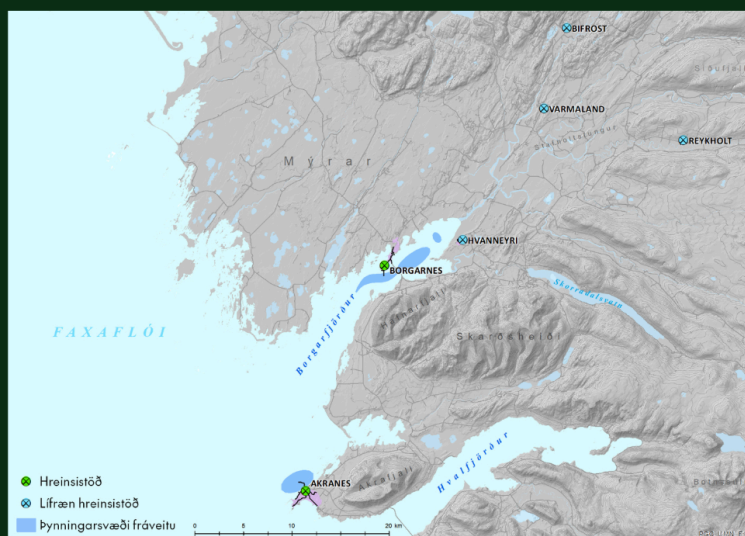 BIFRÖST
VARMALAND
REYKHOLT
Mýrar
HVANNEYRI
BORGARNES
Skorradalsvatn
Hafnarfjall
Skarðsheiði
FAXAFLÓI
Borgarfjörður
Hvalfjörður
AKRANES
Akrafjall
Hreinsistöð
Lífræn hreinsistöð
Þynningarsvæði fráveitu
0 5 10 20 km